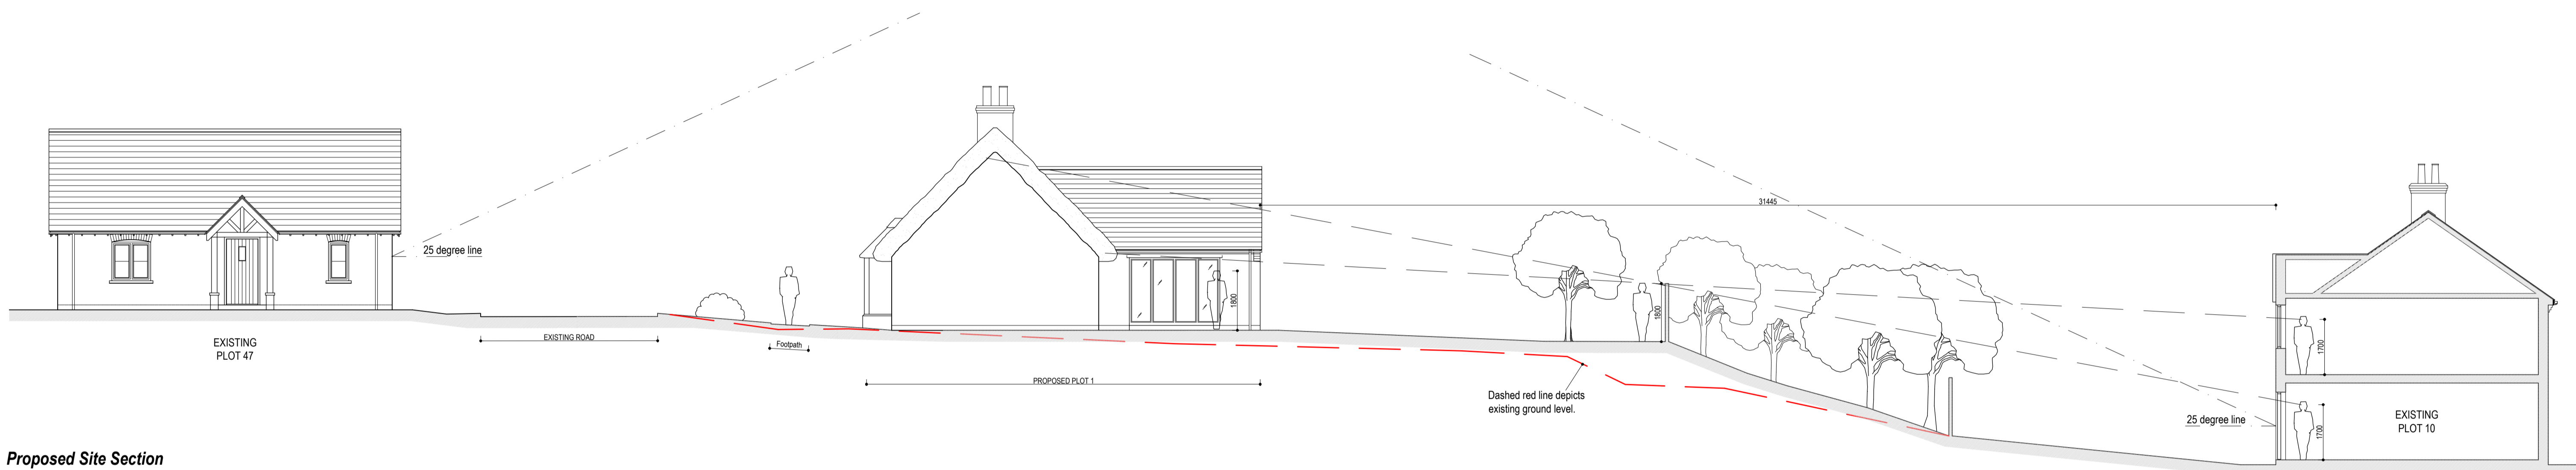 31445
25 degree line
1800
1800
1700
EXISTING
PLOT 47
EXISTING ROAD
Footpath
PROPOSED PLOT 1
Dashed red line depicts
existing ground level.
25 degree line
1700
EXISTING
PLOT 10
Proposed Site Section